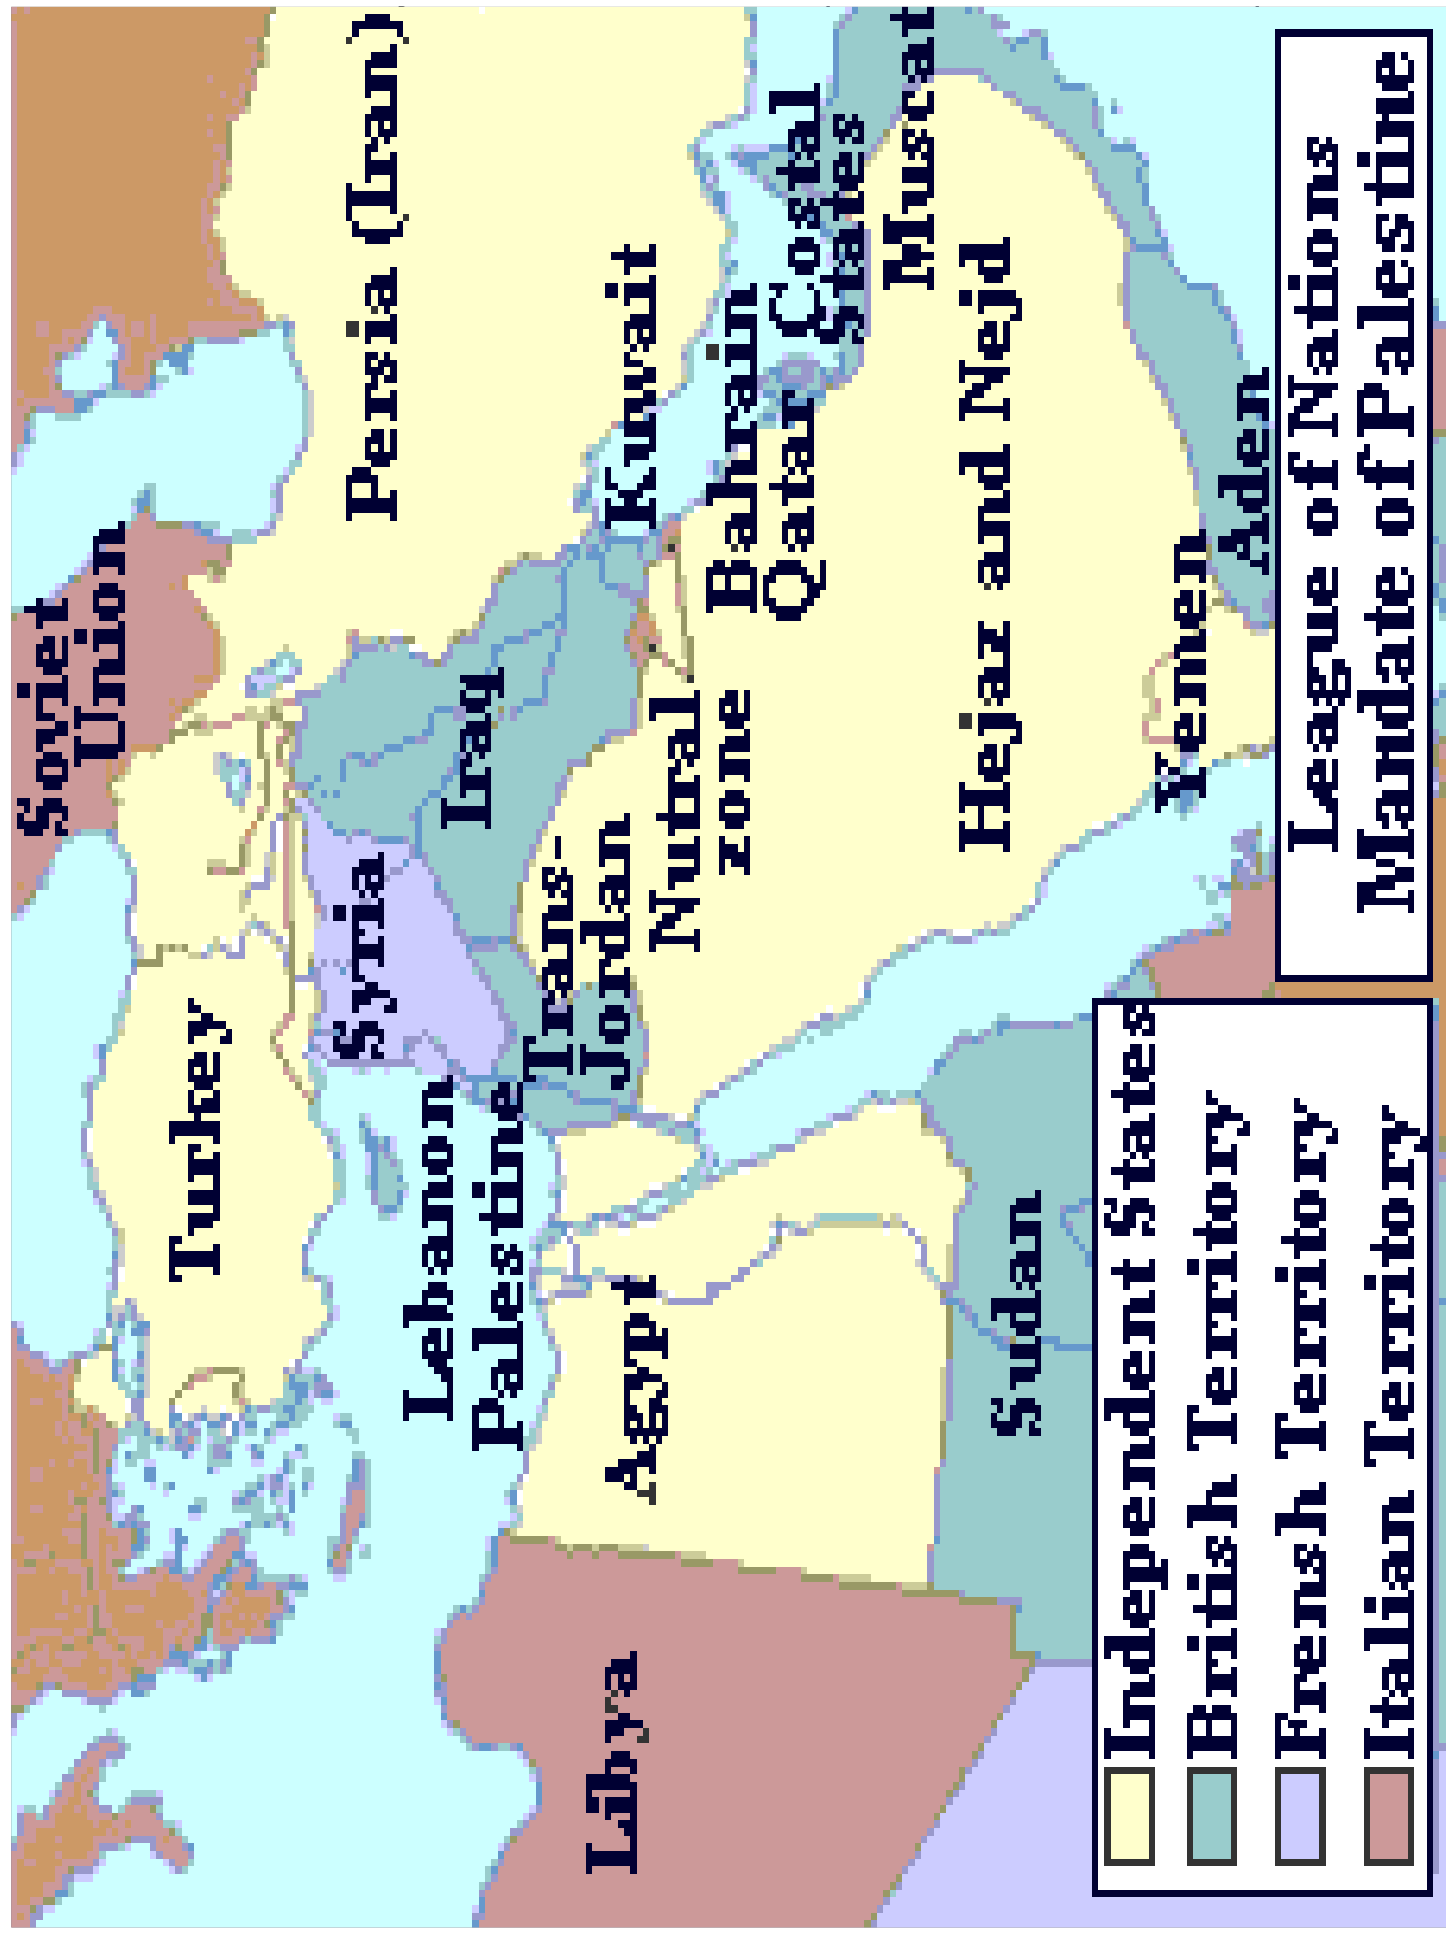 Soviet
Union
Persia (Iran)
Turkey
Syria
Iraq
Lebanon
Palestine
Trans-
Jordan
Kuwait
Nutral
zone
Bahrain
Qatar
Costal
States
Muscat
Agypt
Libya
Hejaz and Nejd
Sudan
Yemen
Aden
Independent States
British Territory
Frensh Territory
Italian Territory
League of Nations
Mandate of Palestine